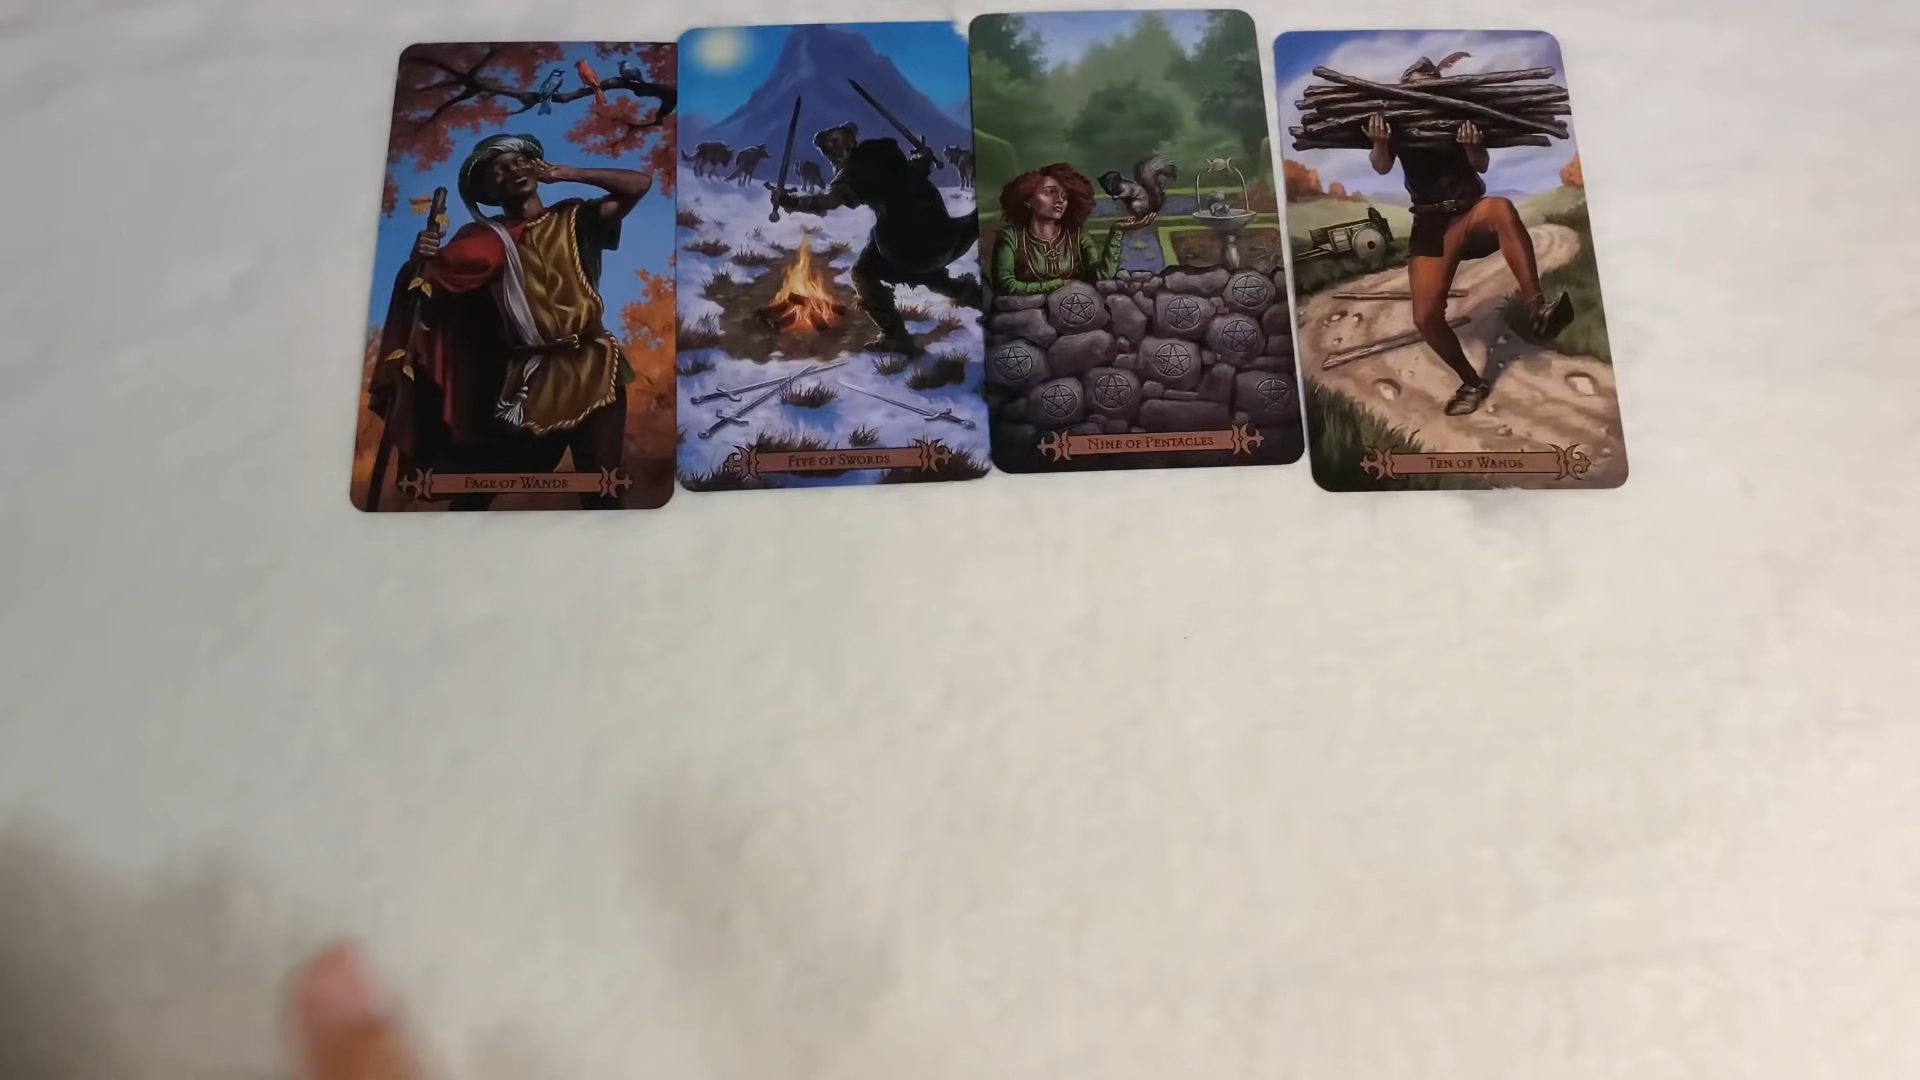 PAGE OF WANDS
FIVE OF SWORDS
NINE OF PENTACLES
TEN OF WANDS